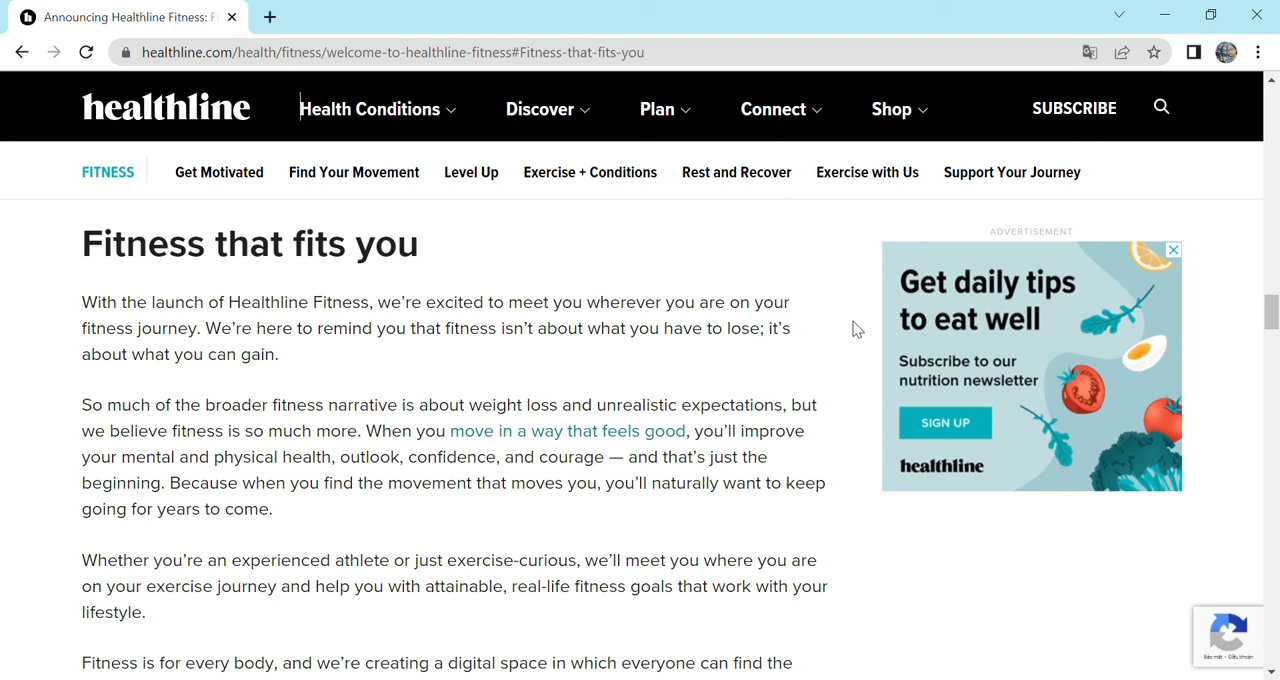 Announcing Healthline Fitness: F
healthline.com/health/fitness/welcome-to-healthline-fitness#Fitness-that-fits-you
healthline
Health Conditions
Discover
Plan
Connect
Shop
SUBSCRIBE
FITNESS
Get Motivated
Find Your Movement
Level Up
Exercise + Conditions
Rest and Recover
Exercise with Us
Support Your Journey
Fitness that fits you
With the launch of Healthline Fitness, we’re excited to meet you wherever you are on your
fitness journey. We’re here to remind you that fitness isn’t about what you have to lose; it’s
about what you can gain.
So much of the broader fitness narrative is about weight loss and unrealistic expectations, but
we believe fitness is so much more. When you move in a way that feels good, you’ll improve
your mental and physical health, outlook, confidence, and courage — and that’s just the
beginning. Because when you find the movement that moves you, you’ll naturally want to keep
going for years to come.
Whether you’re an experienced athlete or just exercise-curious, we’ll meet you where you are
on your exercise journey and help you with attainable, real-life fitness goals that work with your
lifestyle.
Fitness is for every body, and we’re creating a digital space in which everyone can find the
ADVERTISEMENT
Get daily tips
to eat well
Subscribe to our
nutrition newsletter
SIGN UP
healthline
Bảo mật - Điều khoản